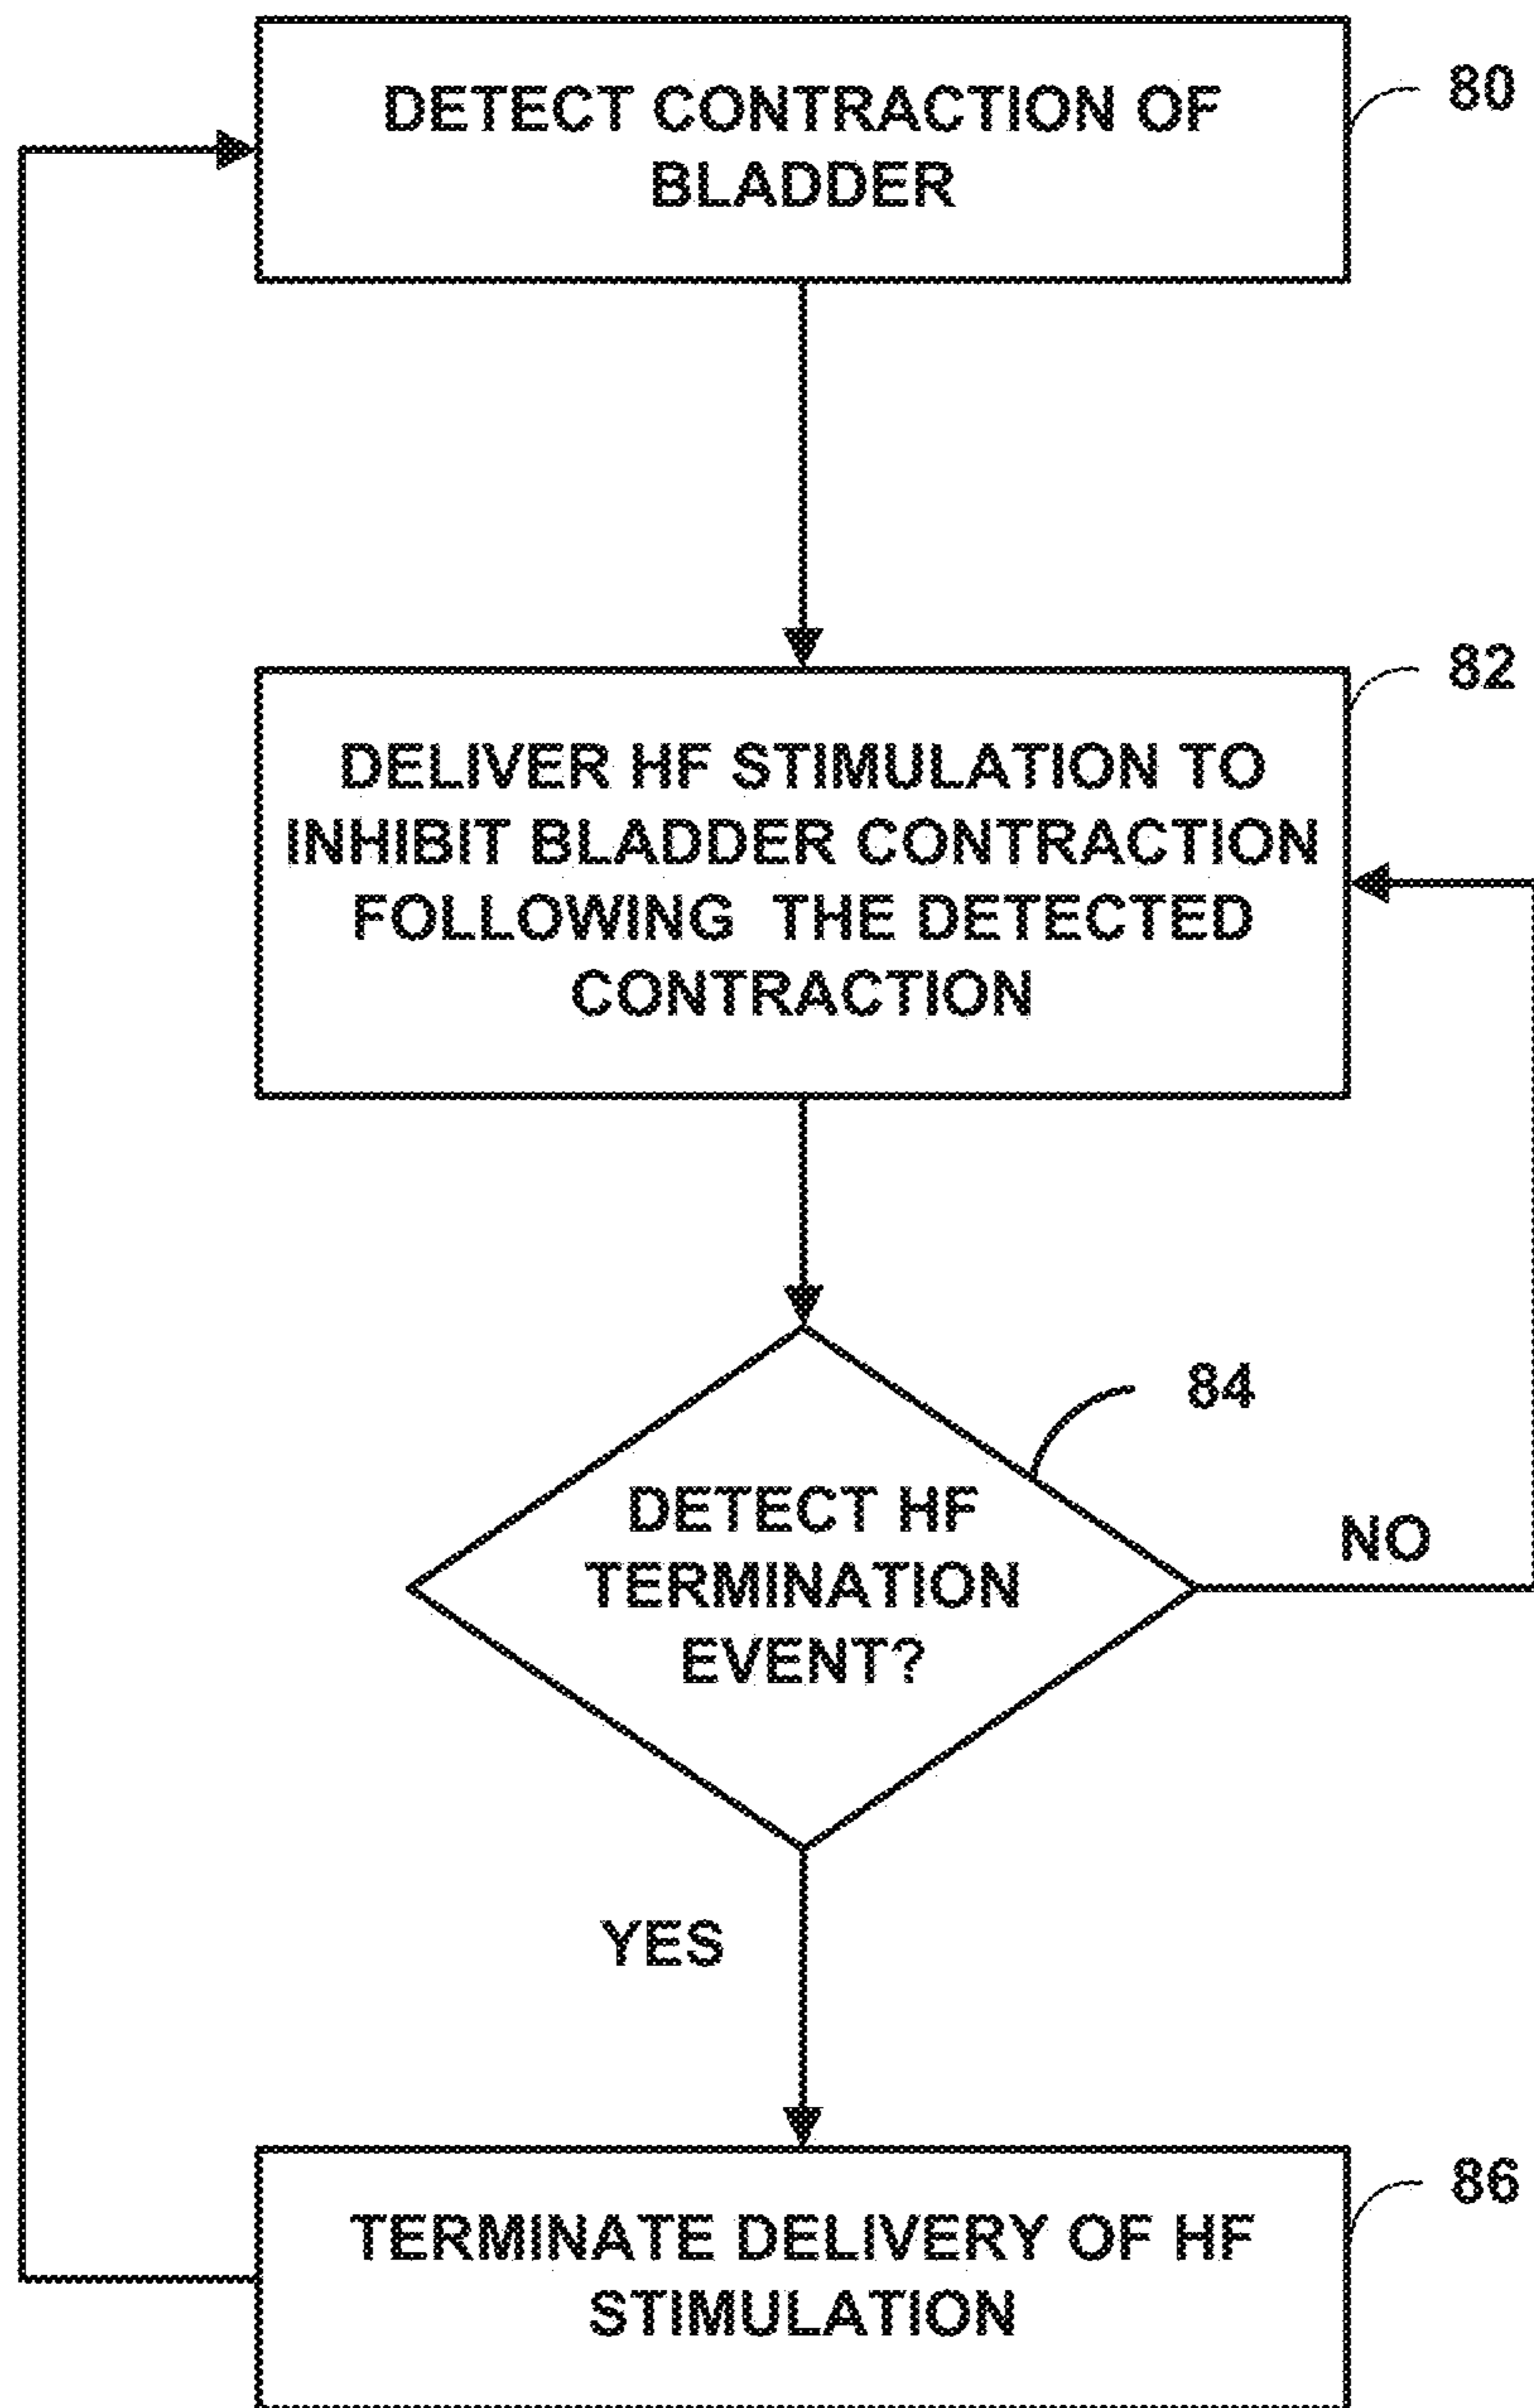 DETECT CONTRACTION OF
BLADDER
80
DELIVER HF STIMULATION TO
INHIBIT BLADDER CONTRACTION
FOLLOWING THE DETECTED
CONTRACTION
82
DETECT HF
TERMINATION
EVENT?
84
NO
YES
TERMINATE DELIVERY OF HF
STIMULATION
86